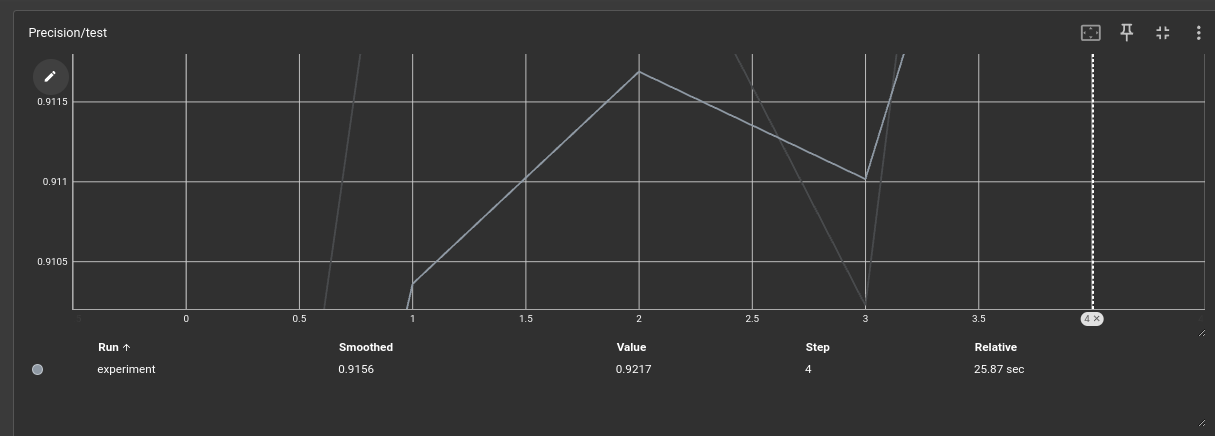 Precision/test
0.9115
0.911
0.9105
0 0.5 1 1.5 2 2.5 3 3.5 4 ×
Run ↑ Smoothed Value Step Relative
experiment 0.9156 0.9217 4 25.87 sec